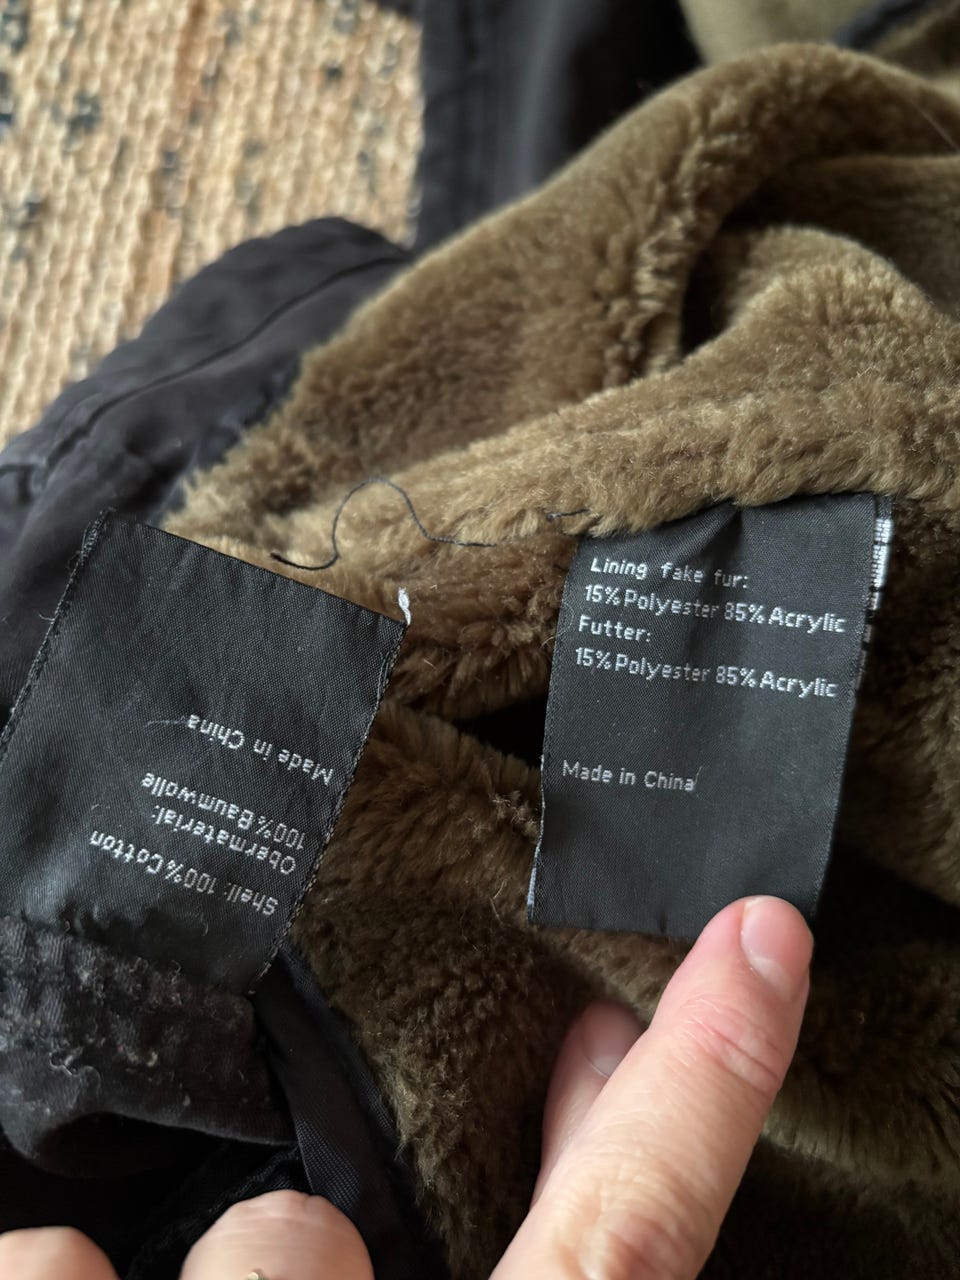 Shell: 100%Cotton
Obermaterial:
100%Baumwolle
Made in China
Lining fake fur:
15%Polyester 85%Acrylic
Futter:
15%Polyester 85%Acrylic
Made in China